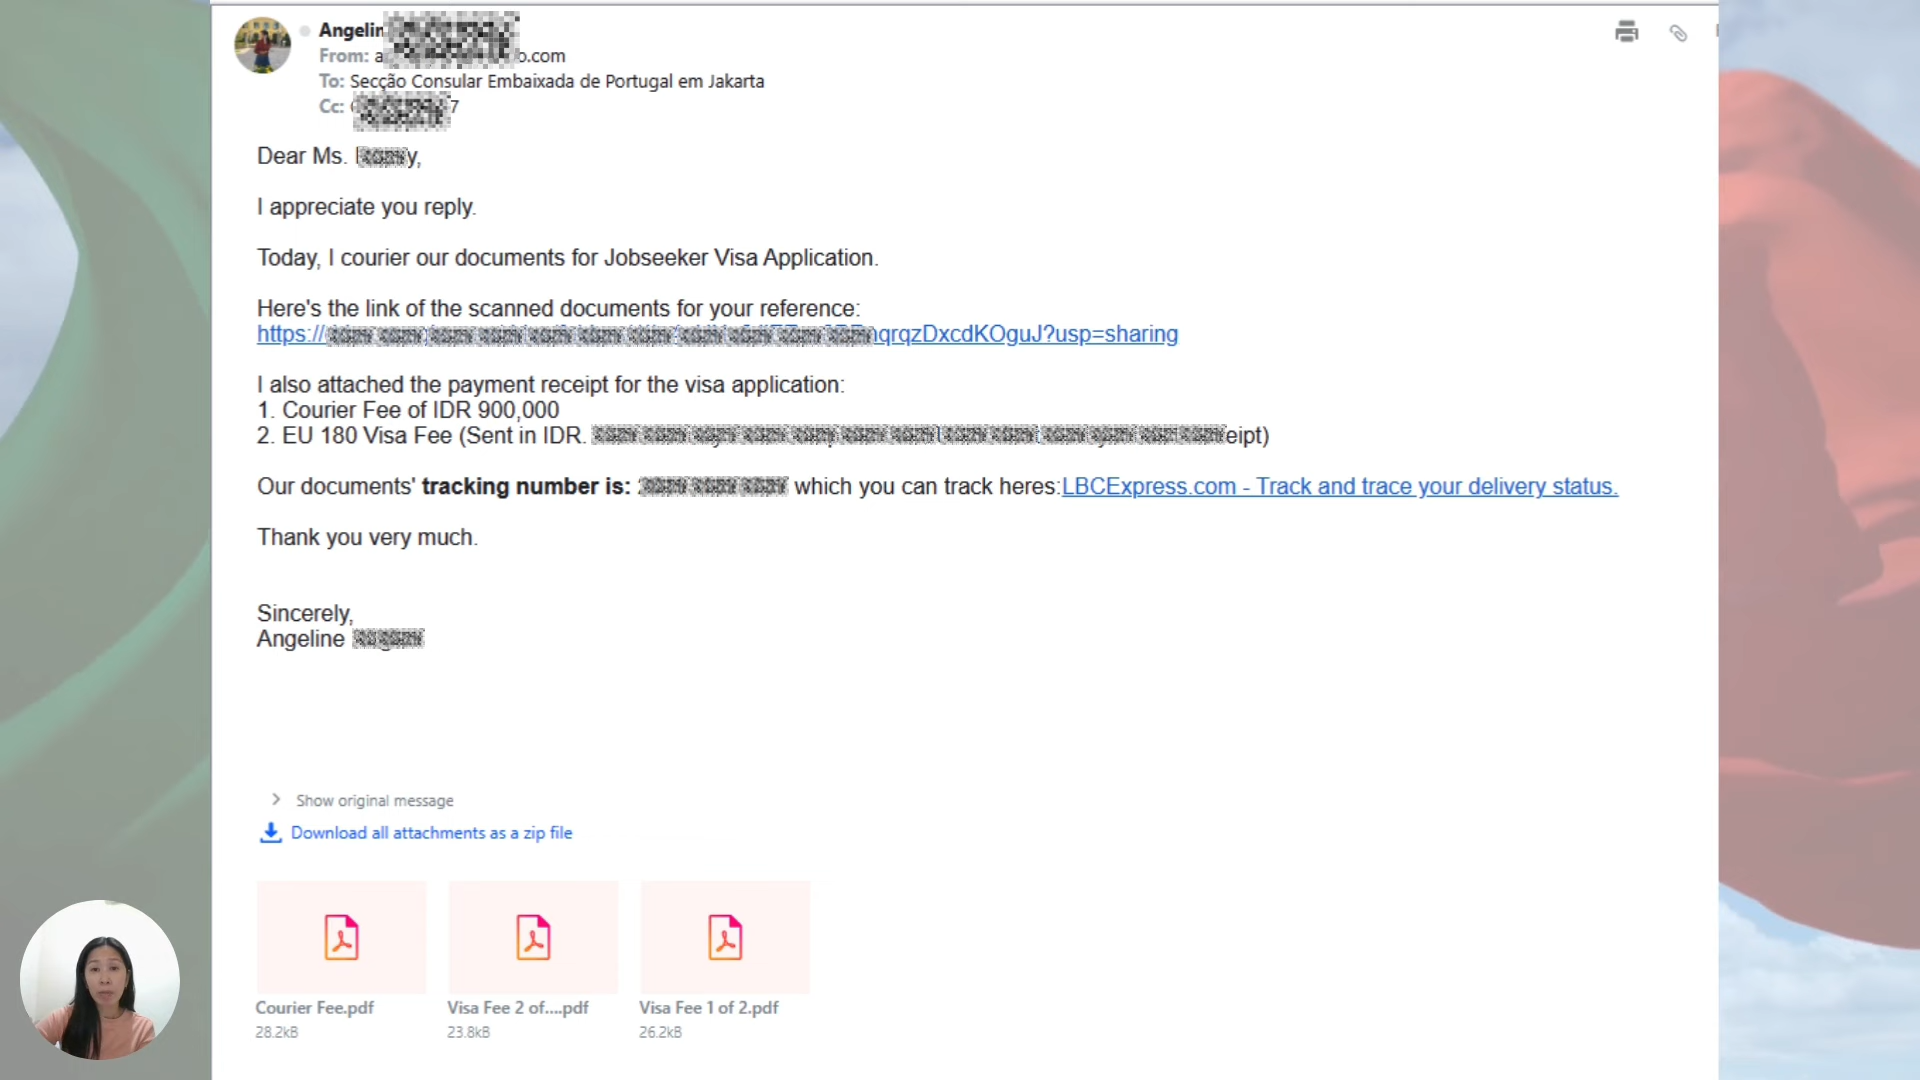 Angelin
From: a b.com
To: Secção Consular Embaixada de Portugal em Jakarta
Cc: 7
Dear Ms. y,
I appreciate you reply.
Today, I courier our documents for Jobseeker Visa Application.
Here's the link of the scanned documents for your reference:
https:// nqrqzDxcdKOguJ?usp=sharing
I also attached the payment receipt for the visa application:
1. Courier Fee of IDR 900,000
2. EU 180 Visa Fee (Sent in IDR. eipt)
Our documents' tracking number is: which you can track heres:LBCExpress.com - Track and trace your delivery status.
Thank you very much.
Sincerely,
Angeline
Show original message
Download all attachments as a zip file
Courier Fee.pdf
28.2kB
Visa Fee 2 of....pdf
23.8kB
Visa Fee 1 of 2.pdf
26.2kB